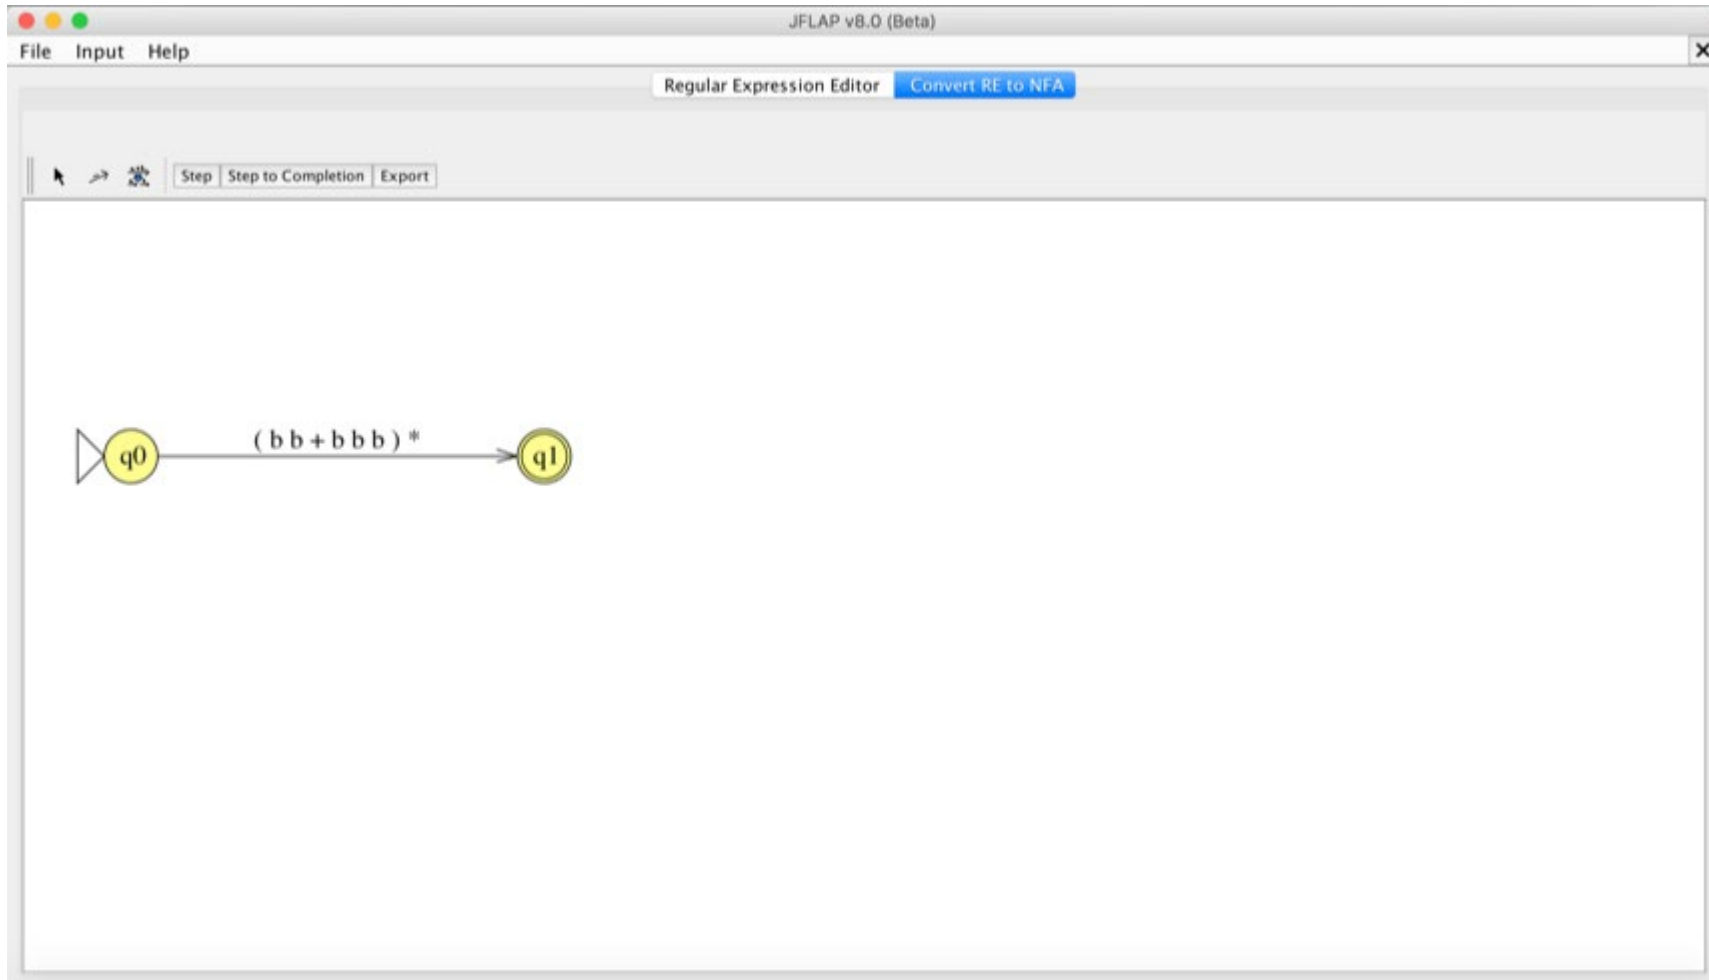 JFLAP v8.0 (Beta)
File Input Help
Regular Expression Editor Convert RE to NFA
Step Step to Completion Export
( b b + b b b ) *
q0 q1